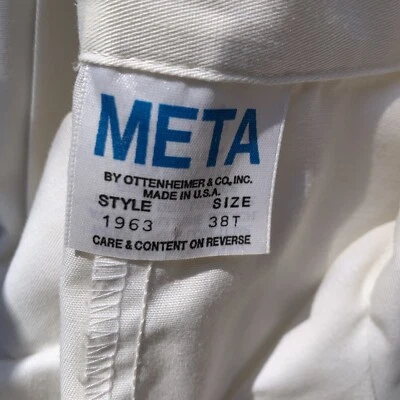 META
BY OTTENHEIMER & CO., INC.
MADE IN U.S.A.
STYLE SIZE
1963 38T
CARE & CONTENT ON REVERSE